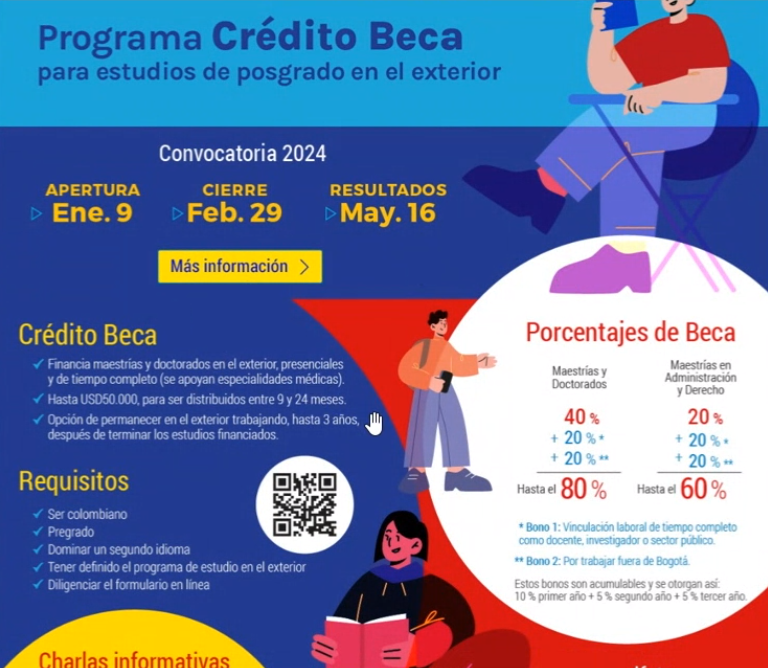 Programa Crédito Beca
para estudios de posgrado en el exterior
Convocatoria 2024
APERTURA
Ene. 9
CIERRE
Feb. 29
RESULTADOS
May. 16
Más información
Crédito Beca
Financia maestrías y doctorados en el exterior, presenciales
y de tiempo completo (se apoyan especialidades médicas).
Hasta USD50.000, para ser distribuidos entre 9 y 24 meses.
Opción de permanecer en el exterior trabajando, hasta 3 años,
después de terminar los estudios financiados.
Requisitos
Ser colombiano
Pregrado
Dominar un segundo idioma
Tener definido el programa de estudio en el exterior
Diligenciar el formulario en línea
Porcentajes de Beca
Maestrías y
Doctorados
40 %
+ 20 % *
+ 20 % **
Hasta el 80 %
Maestrías en
Administración
y Derecho
20 %
+ 20 % *
+ 20 % **
Hasta el 60 %
* Bono 1: Vinculación laboral de tiempo completo
como docente, investigador o sector público.
** Bono 2: Por trabajar fuera de Bogotá.
Estos bonos son acumulables y se otorgan así:
10 % primer año + 5 % segundo año + 5 % tercer año.
Charlas informativas